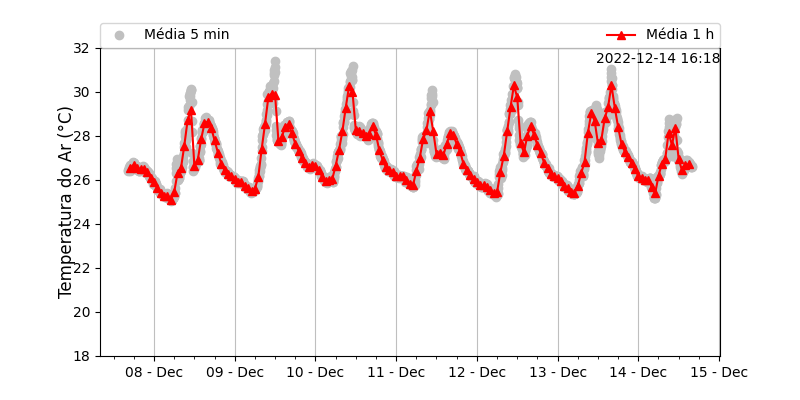 Média 5 min
Média 1 h
2022-12-14 16:18
Temperatura do Ar (°C)
32
30
28
26
24
22
20
18
08 - Dec
09 - Dec
10 - Dec
11 - Dec
12 - Dec
13 - Dec
14 - Dec
15 - Dec